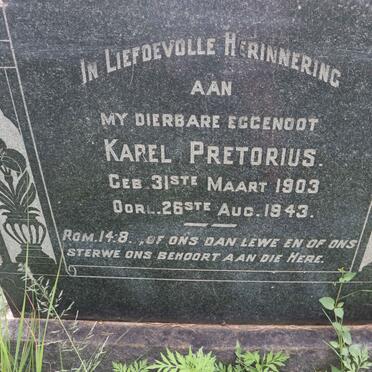 IN LIEFDEVOLLE HERINNERING
AAN
MY DIERBARE EGGENOOT
KAREL PRETORIUS.
GEB. 31STE MAART 1903
OORL. 26STE AUG. 1943.
ROM. 14:8. „OF ONS DAN LEWE EN OF ONS
STERWE ONS BEHOORT AAN DIE HERE.